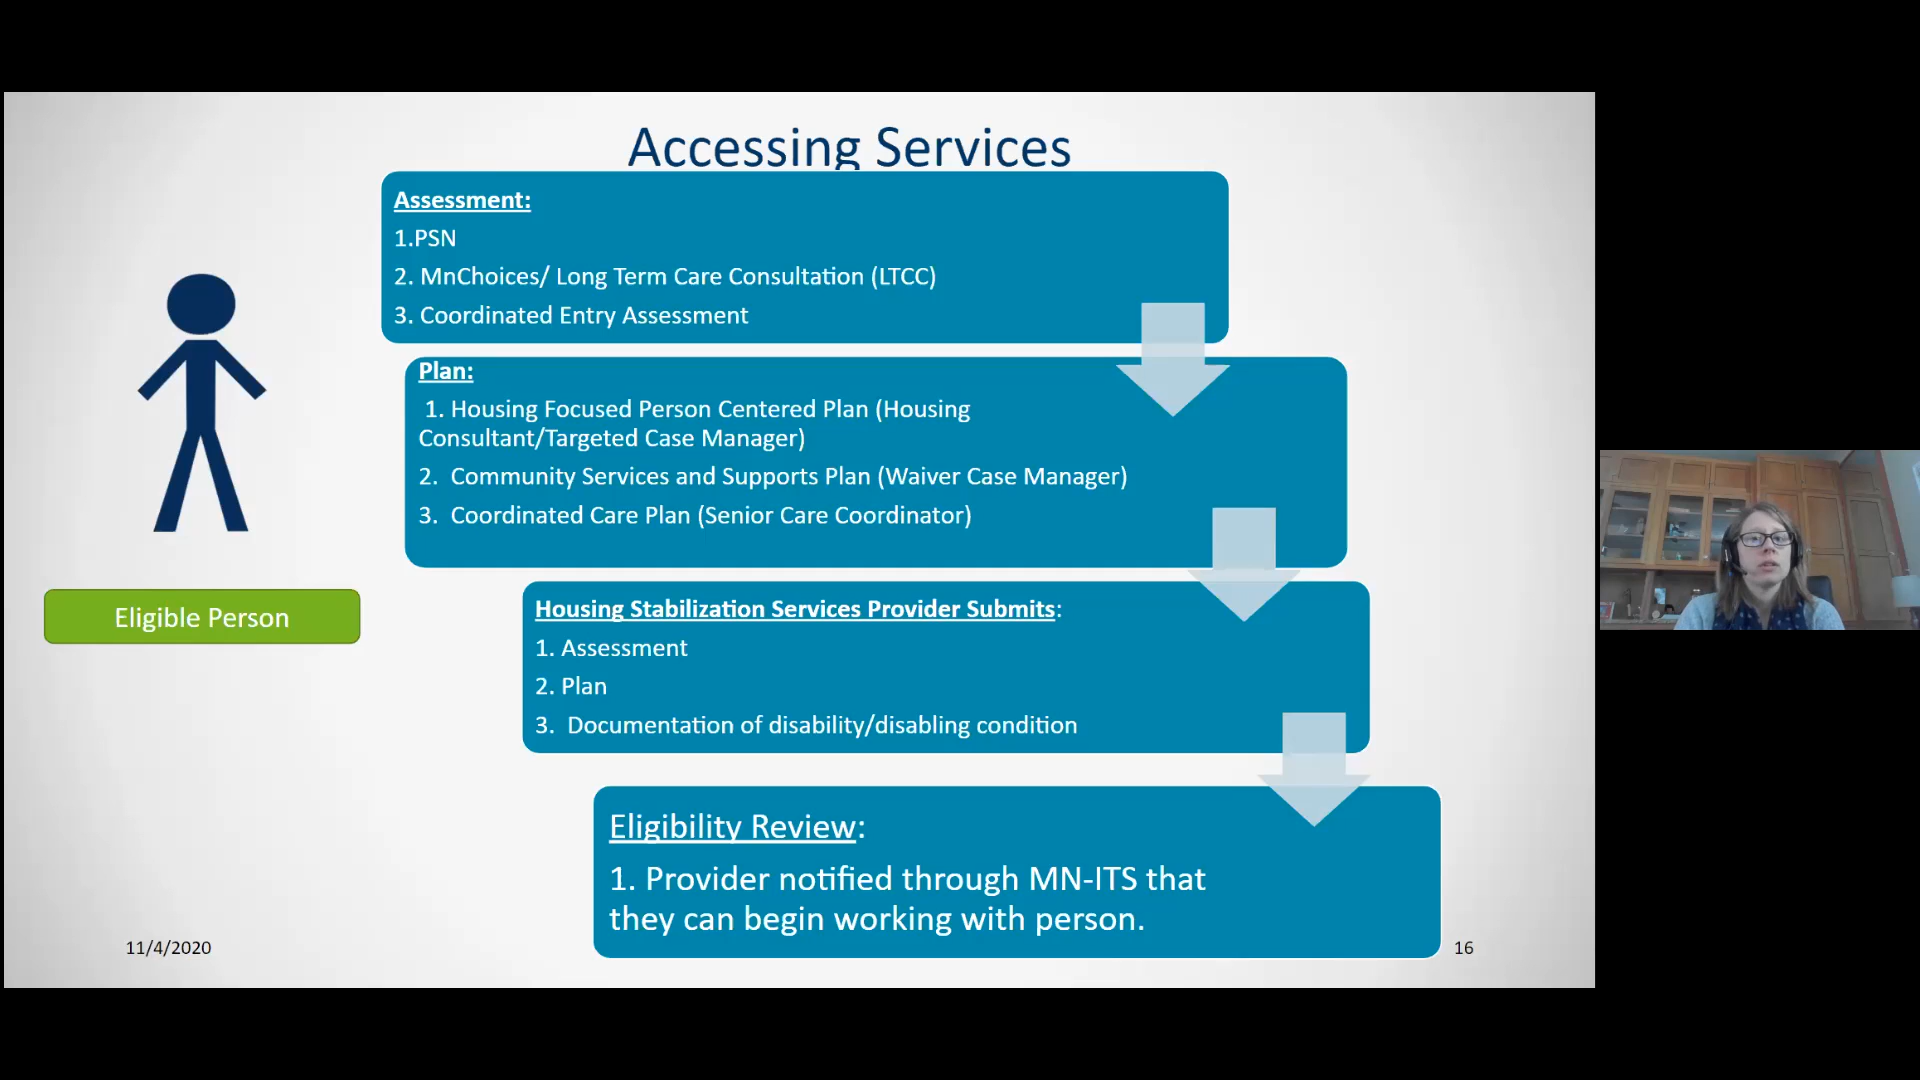 Accessing Services
Assessment:
1.PSN
2. MnChoices/ Long Term Care Consultation (LTCC)
3. Coordinated Entry Assessment
Plan:
1. Housing Focused Person Centered Plan (Housing
Consultant/Targeted Case Manager)
2. Community Services and Supports Plan (Waiver Case Manager)
3. Coordinated Care Plan (Senior Care Coordinator)
Eligible Person
Housing Stabilization Services Provider Submits:
1. Assessment
2. Plan
3. Documentation of disability/disabling condition
Eligibility Review:
1. Provider notified through MN-ITS that
they can begin working with person.
11/4/2020
16